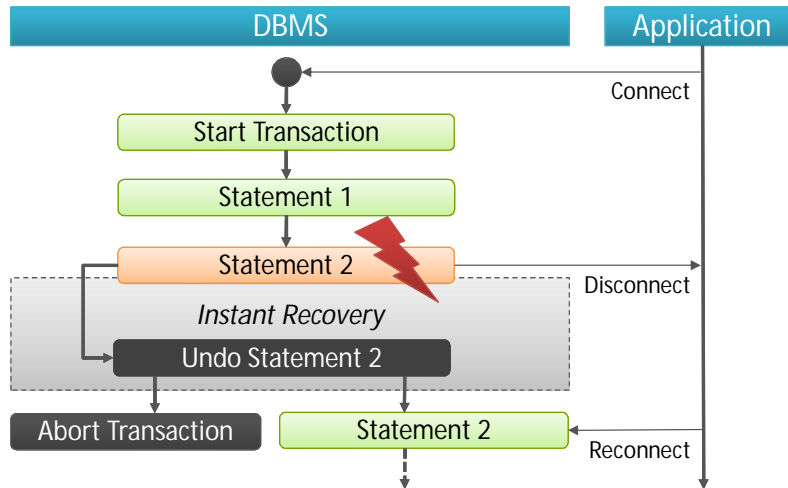 DBMS
Application
Connect
Start Transaction
Statement 1
Statement 2
Disconnect
Instant Recovery
Undo Statement 2
Abort Transaction
Statement 2
Reconnect